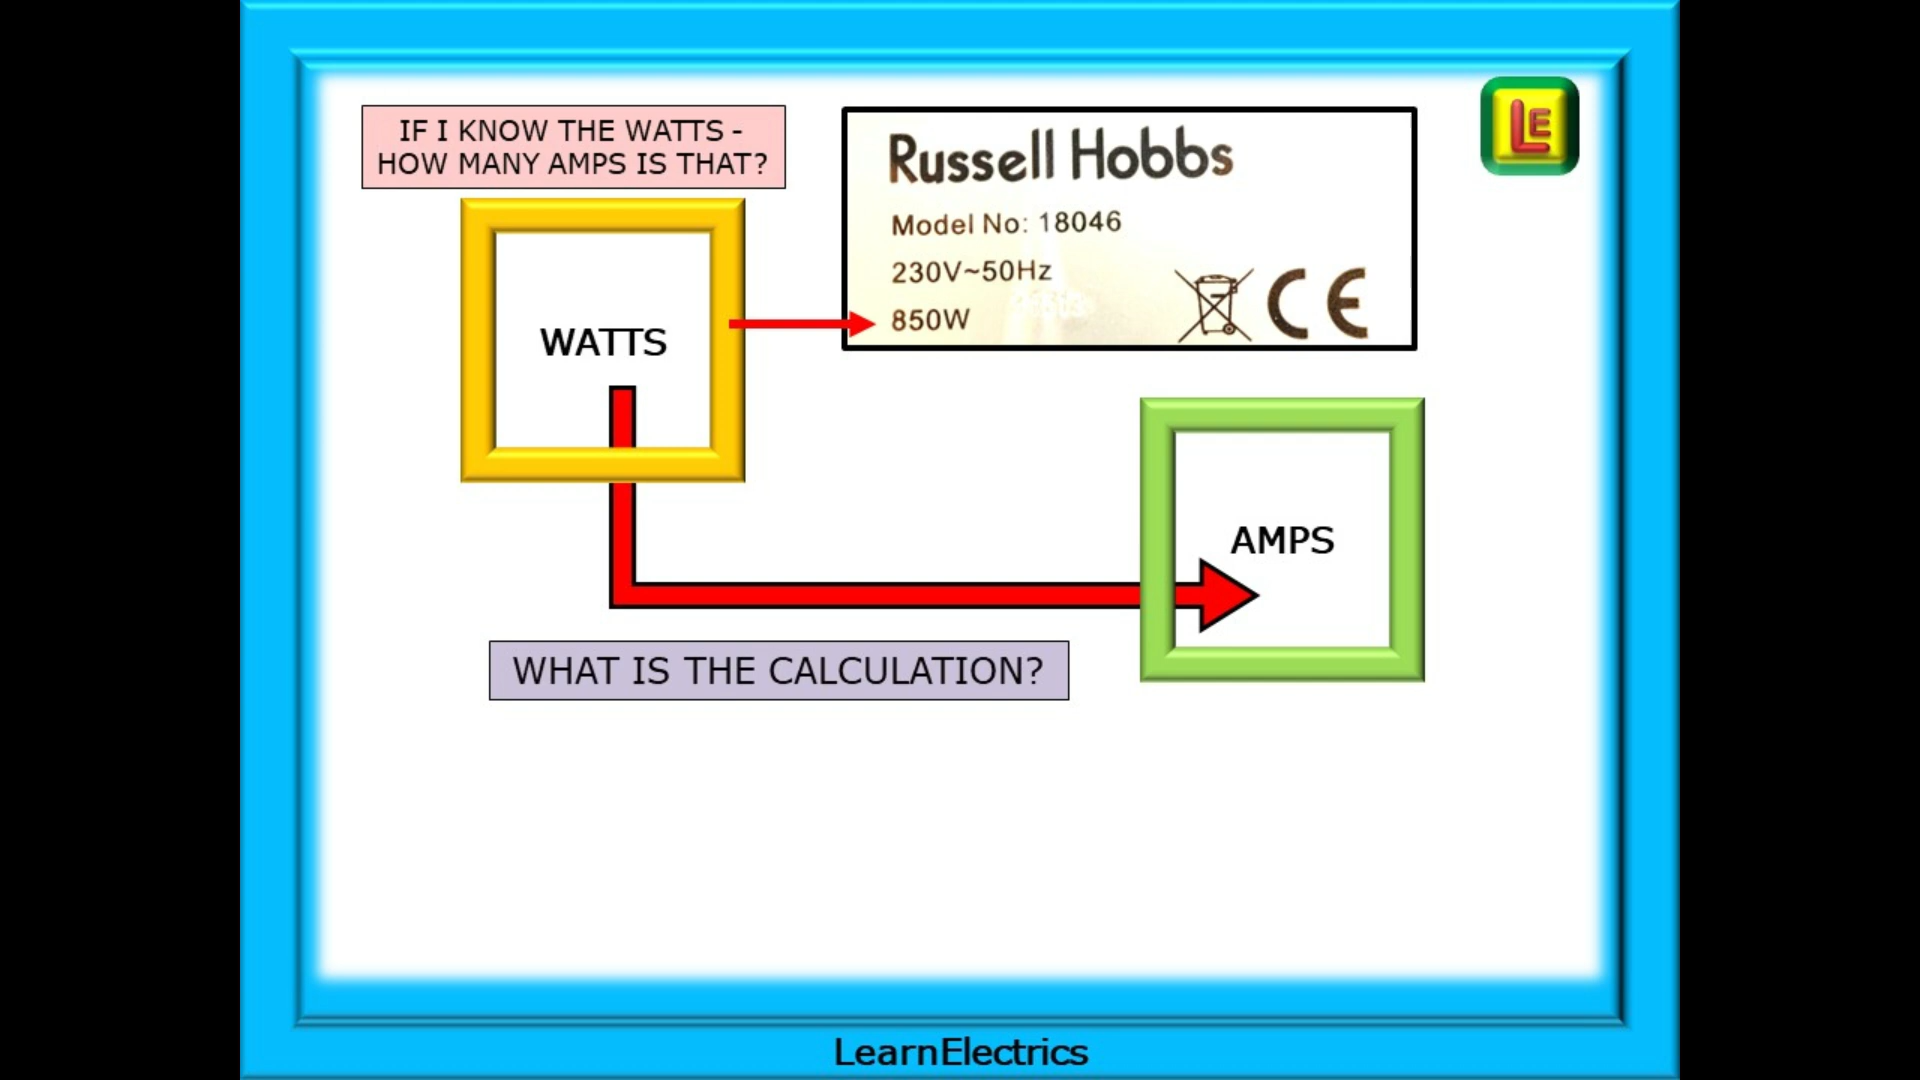 IF I KNOW THE WATTS -
HOW MANY AMPS IS THAT?
Russell Hobbs
Model No: 18046
230V~50Hz
850W
CE
LE
WATTS
AMPS
WHAT IS THE CALCULATION?
LearnElectrics